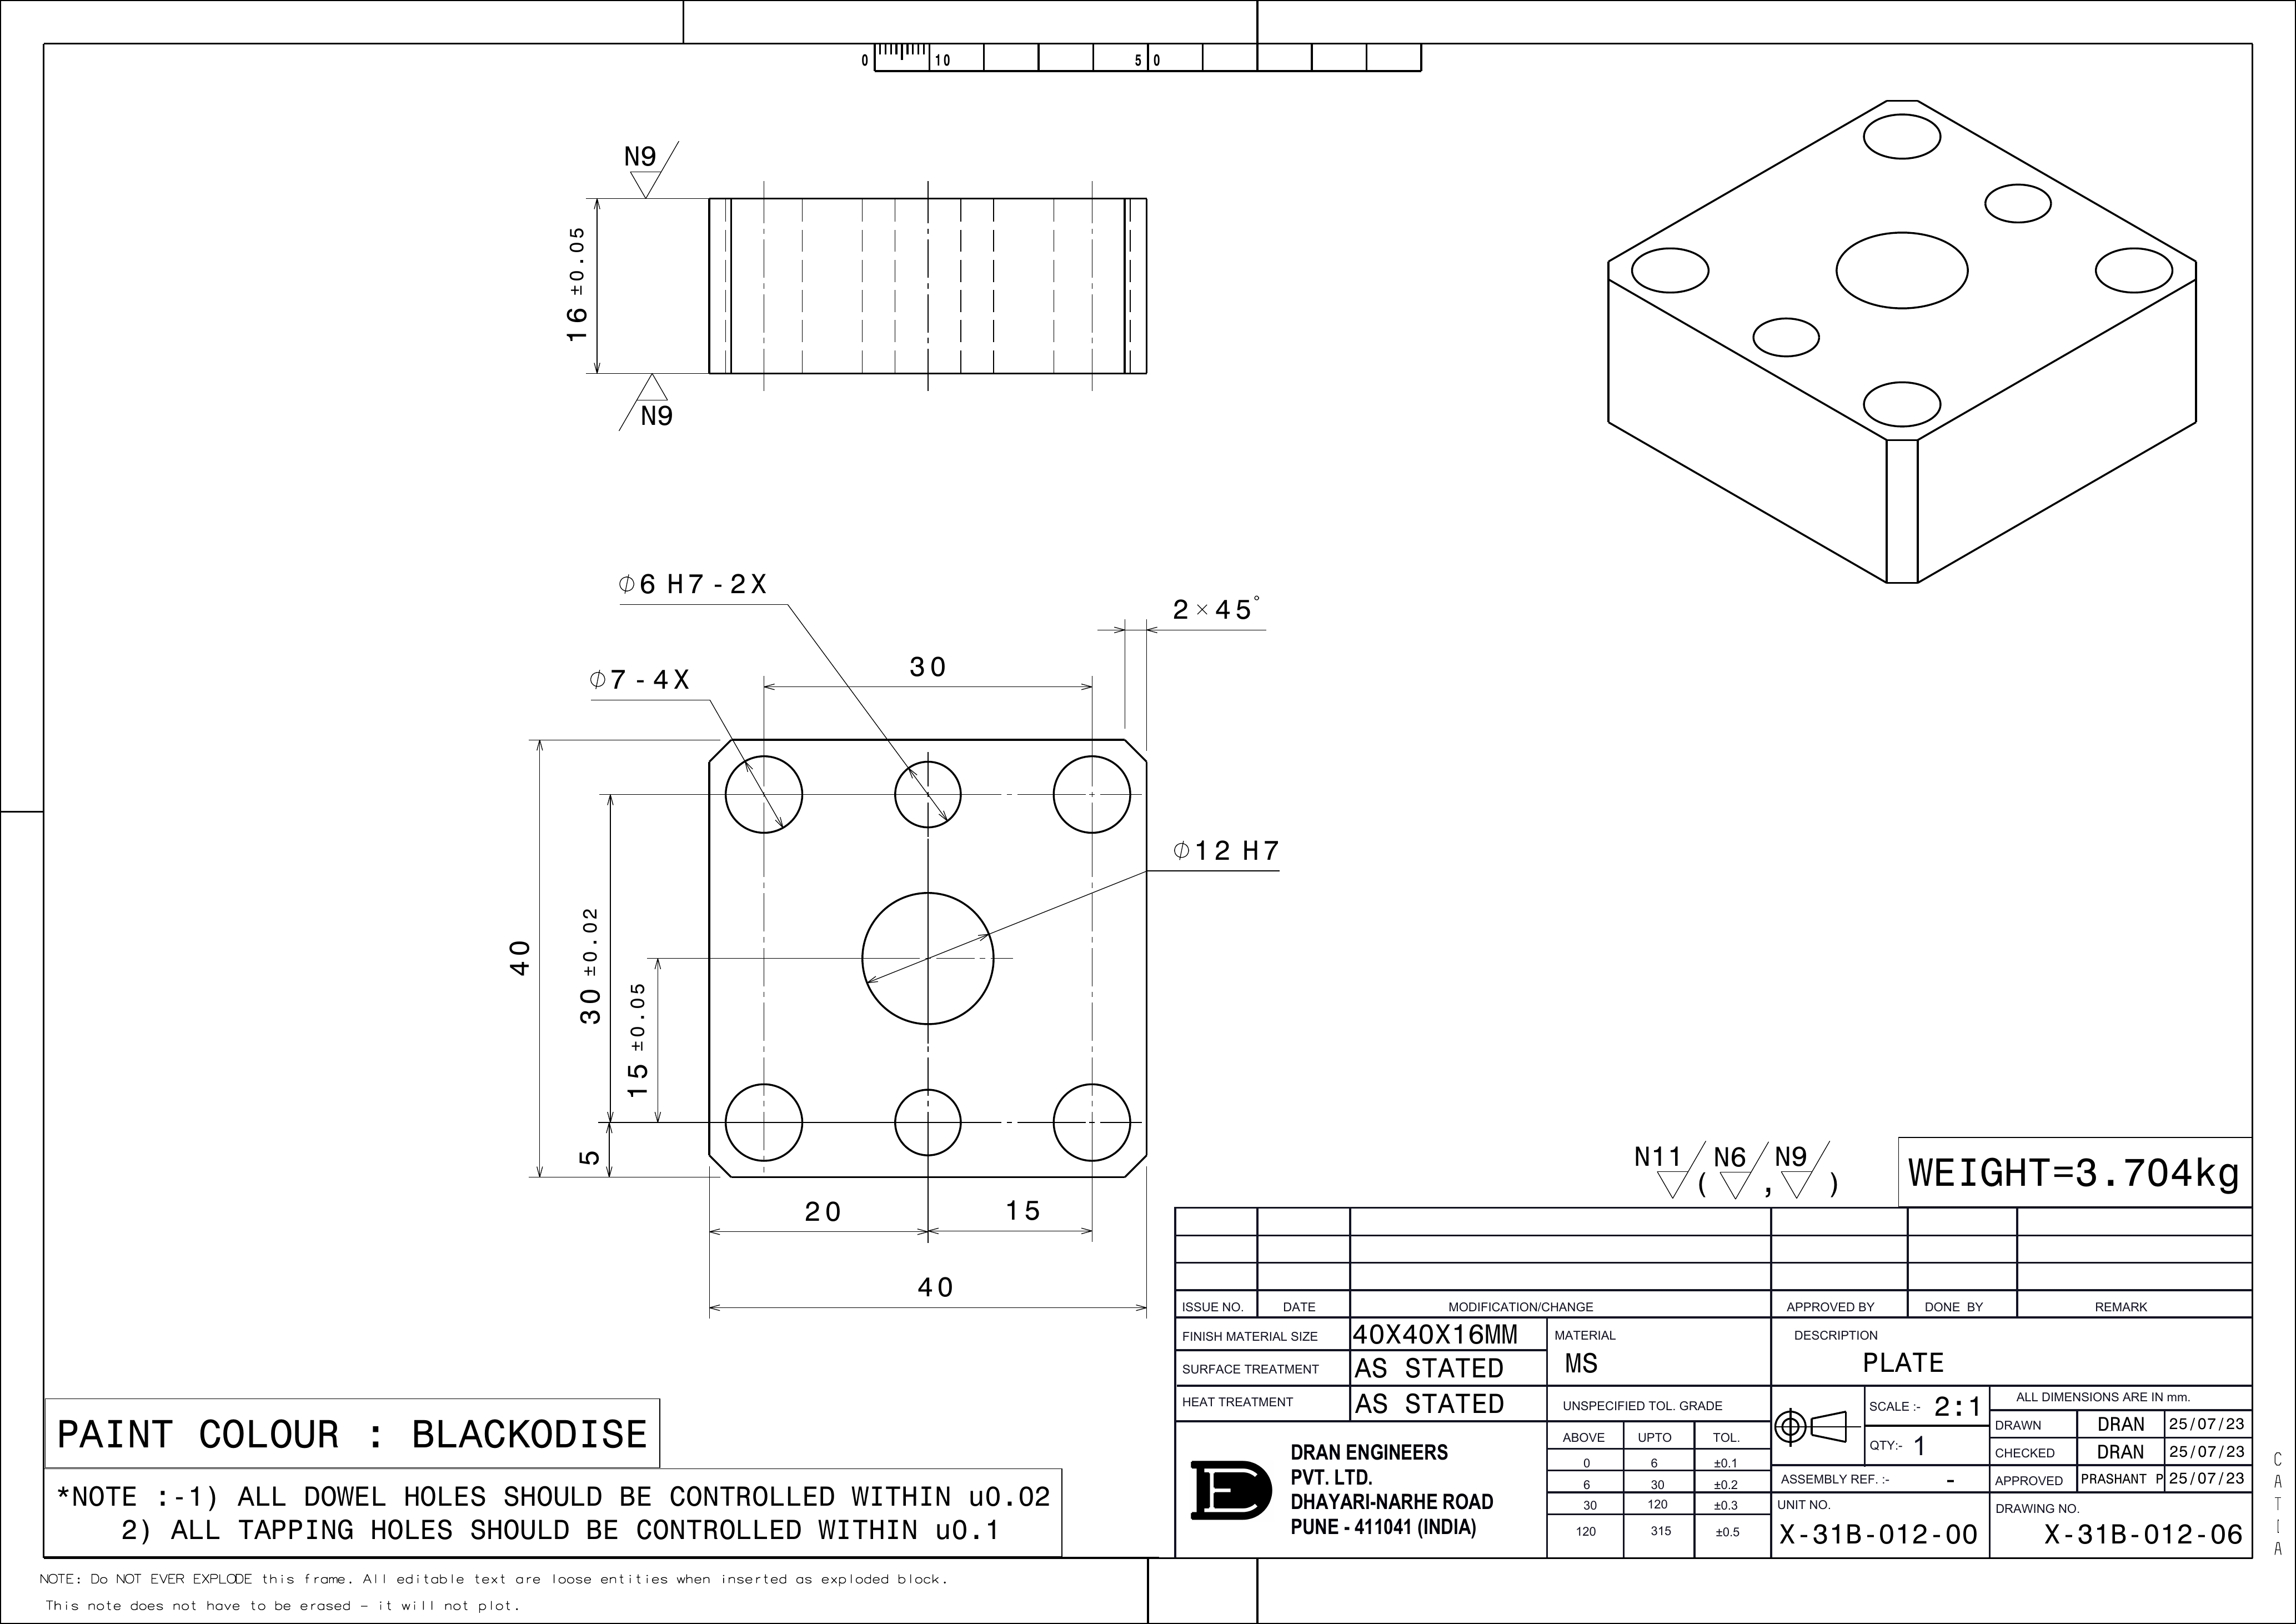 0 10 5 0
N9
16 ±0.05
N9
∅6 H7-2X
2×45°
30
∅7-4X
∅12 H7
40
30 ±0.02
15 ±0.05
5
20 15
40
N11 ( N6 , N9 )
WEIGHT=3.704kg
ISSUE NO. DATE MODIFICATION/CHANGE APPROVED BY DONE BY REMARK
FINISH MATERIAL SIZE 40X40X16MM
SURFACE TREATMENT AS STATED
HEAT TREATMENT AS STATED
MATERIAL
MS
DESCRIPTION
PLATE
UNSPECIFIED TOL. GRADE
ABOVE UPTO TOL.
0 6 ±0.1
6 30 ±0.2
30 120 ±0.3
120 315 ±0.5
SCALE :- 2:1
QTY:- 1
ALL DIMENSIONS ARE IN mm.
DRAWN DRAN 25/07/23
CHECKED DRAN 25/07/23
APPROVED PRASHANT P 25/07/23
ASSEMBLY REF. :- -
UNIT NO.
X-31B-012-00
DRAWING NO.
X-31B-012-06
DE
DRAN ENGINEERS
PVT. LTD.
DHAYARI-NARHE ROAD
PUNE - 411041 (INDIA)
PAINT COLOUR : BLACKODISE
*NOTE :-1) ALL DOWEL HOLES SHOULD BE CONTROLLED WITHIN u0.02
2) ALL TAPPING HOLES SHOULD BE CONTROLLED WITHIN u0.1
NOTE: Do NOT EVER EXPLODE this frame. All editable text are loose entities when inserted as exploded block.
This note does not have to be erased - it will not plot.
CATIA